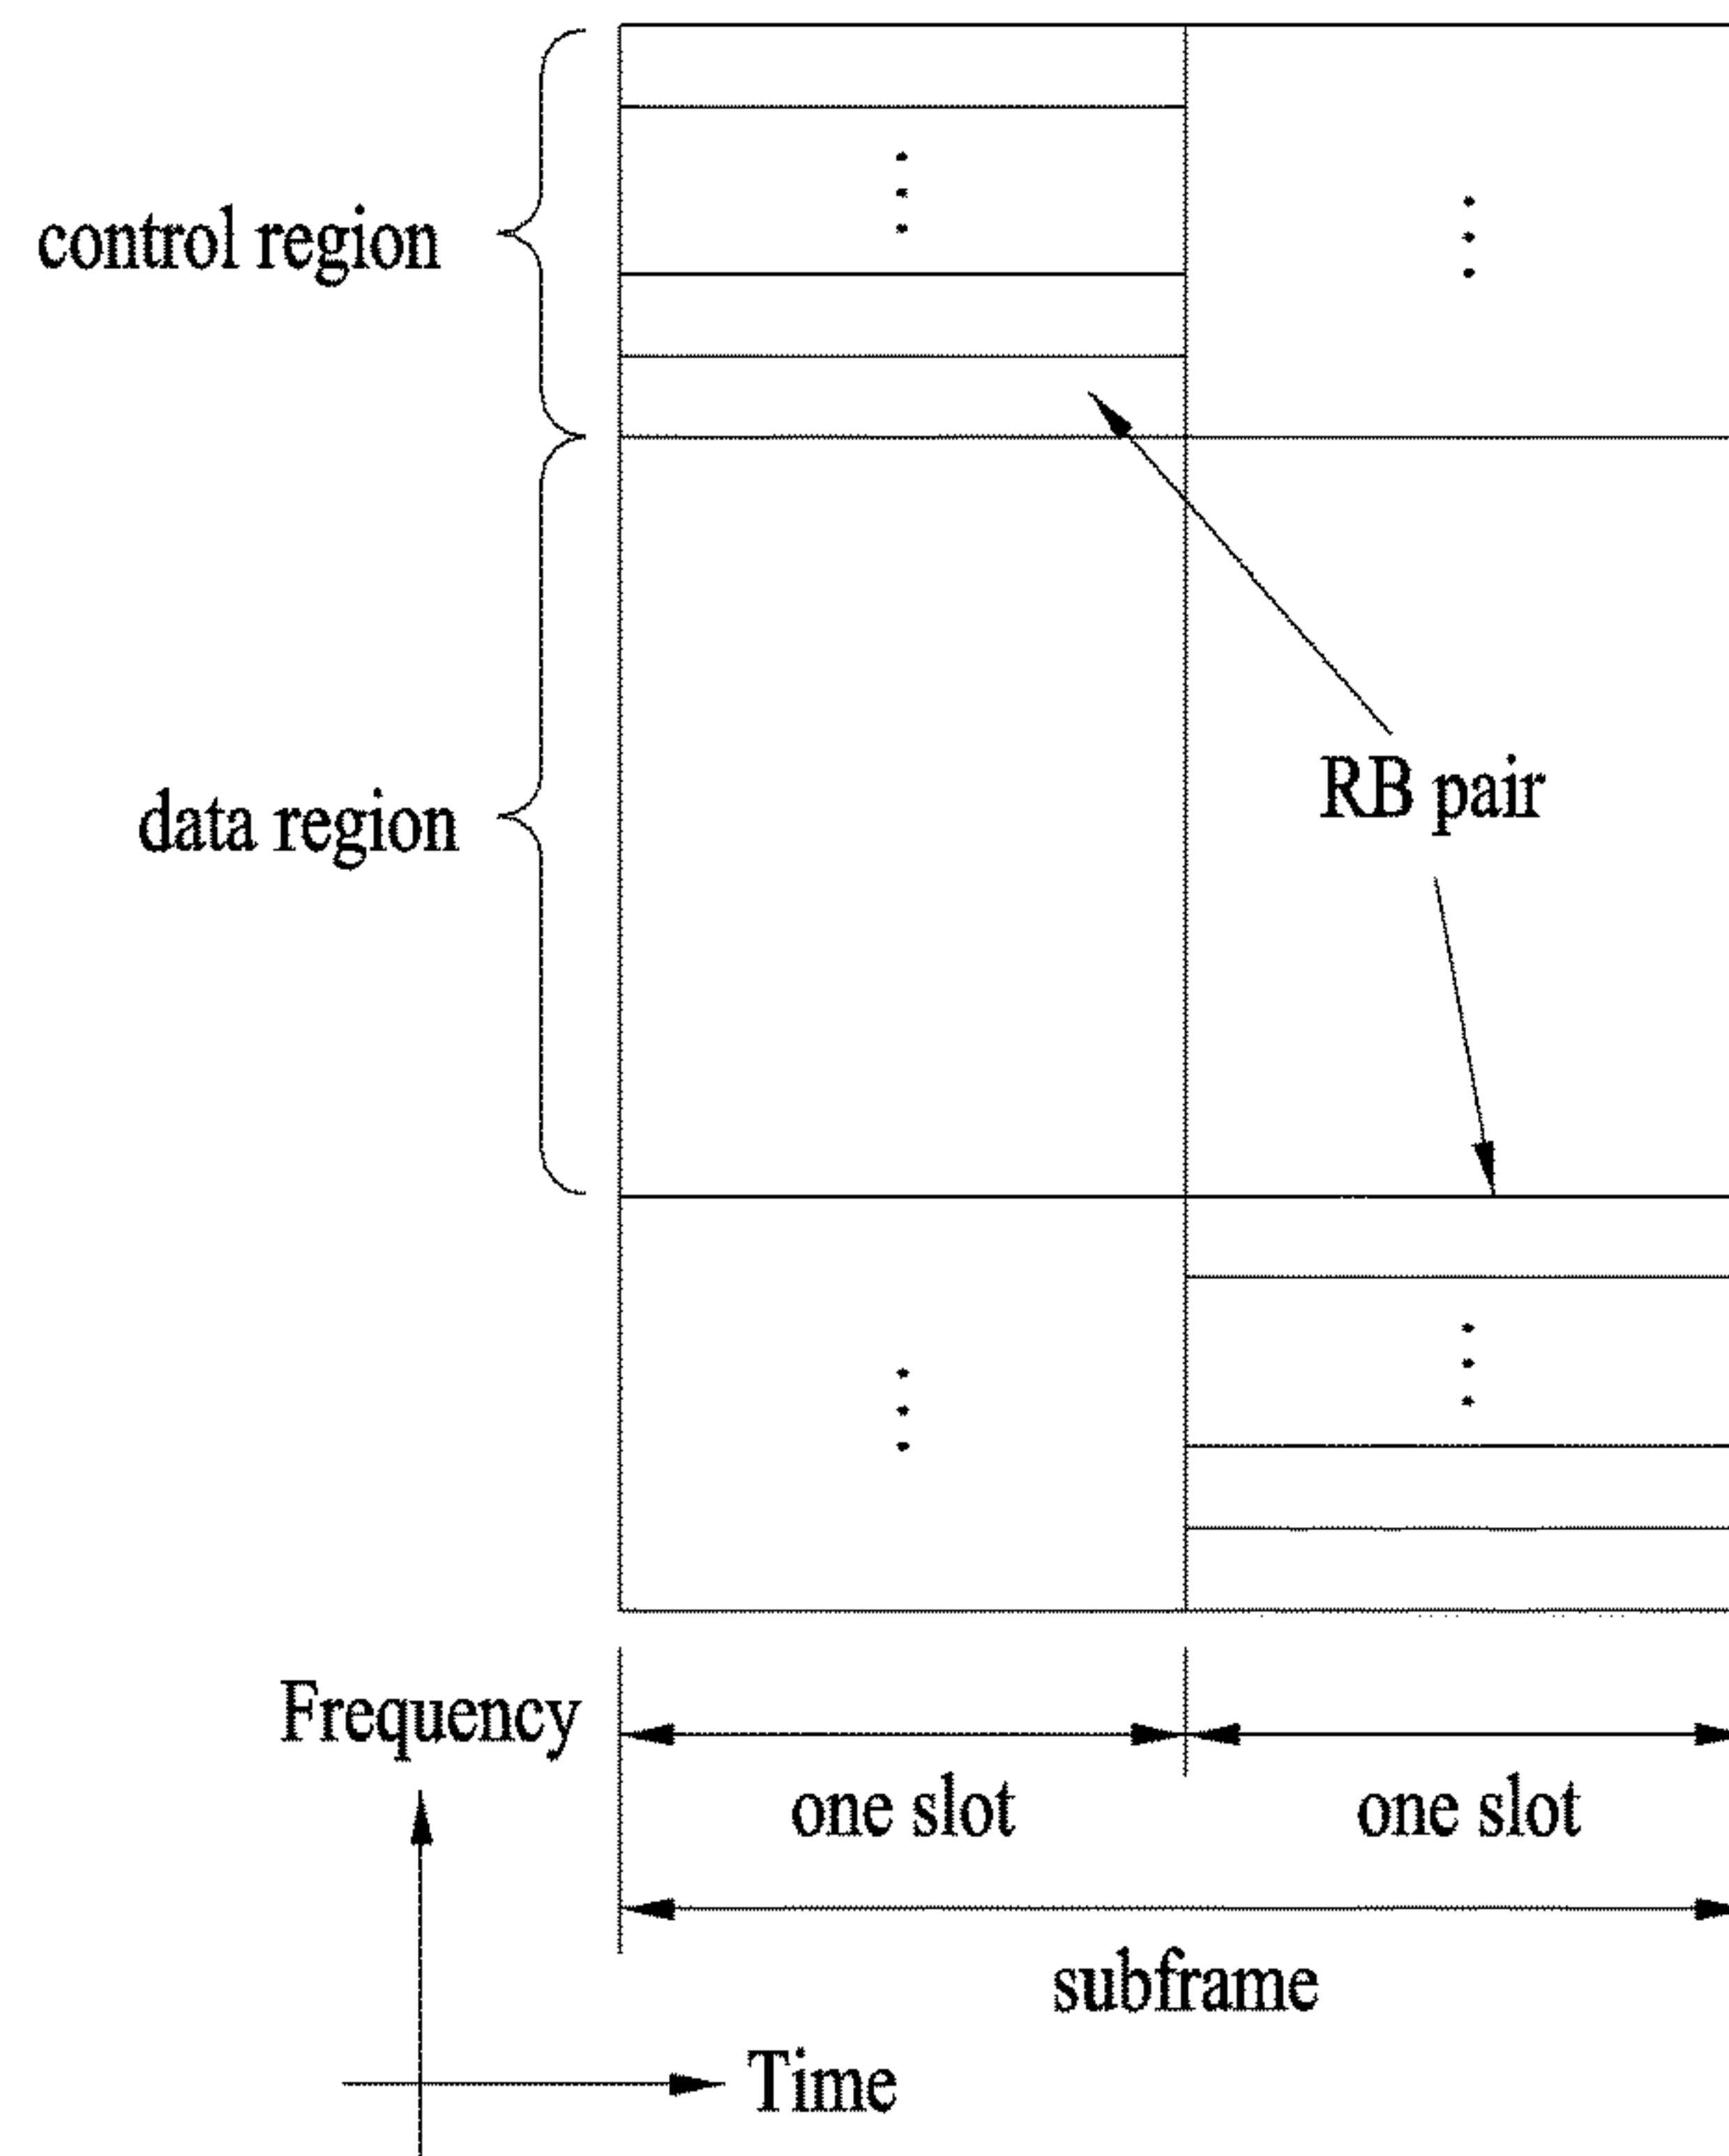 control region
data region
RB pair
Frequency
one slot
one slot
subframe
Time